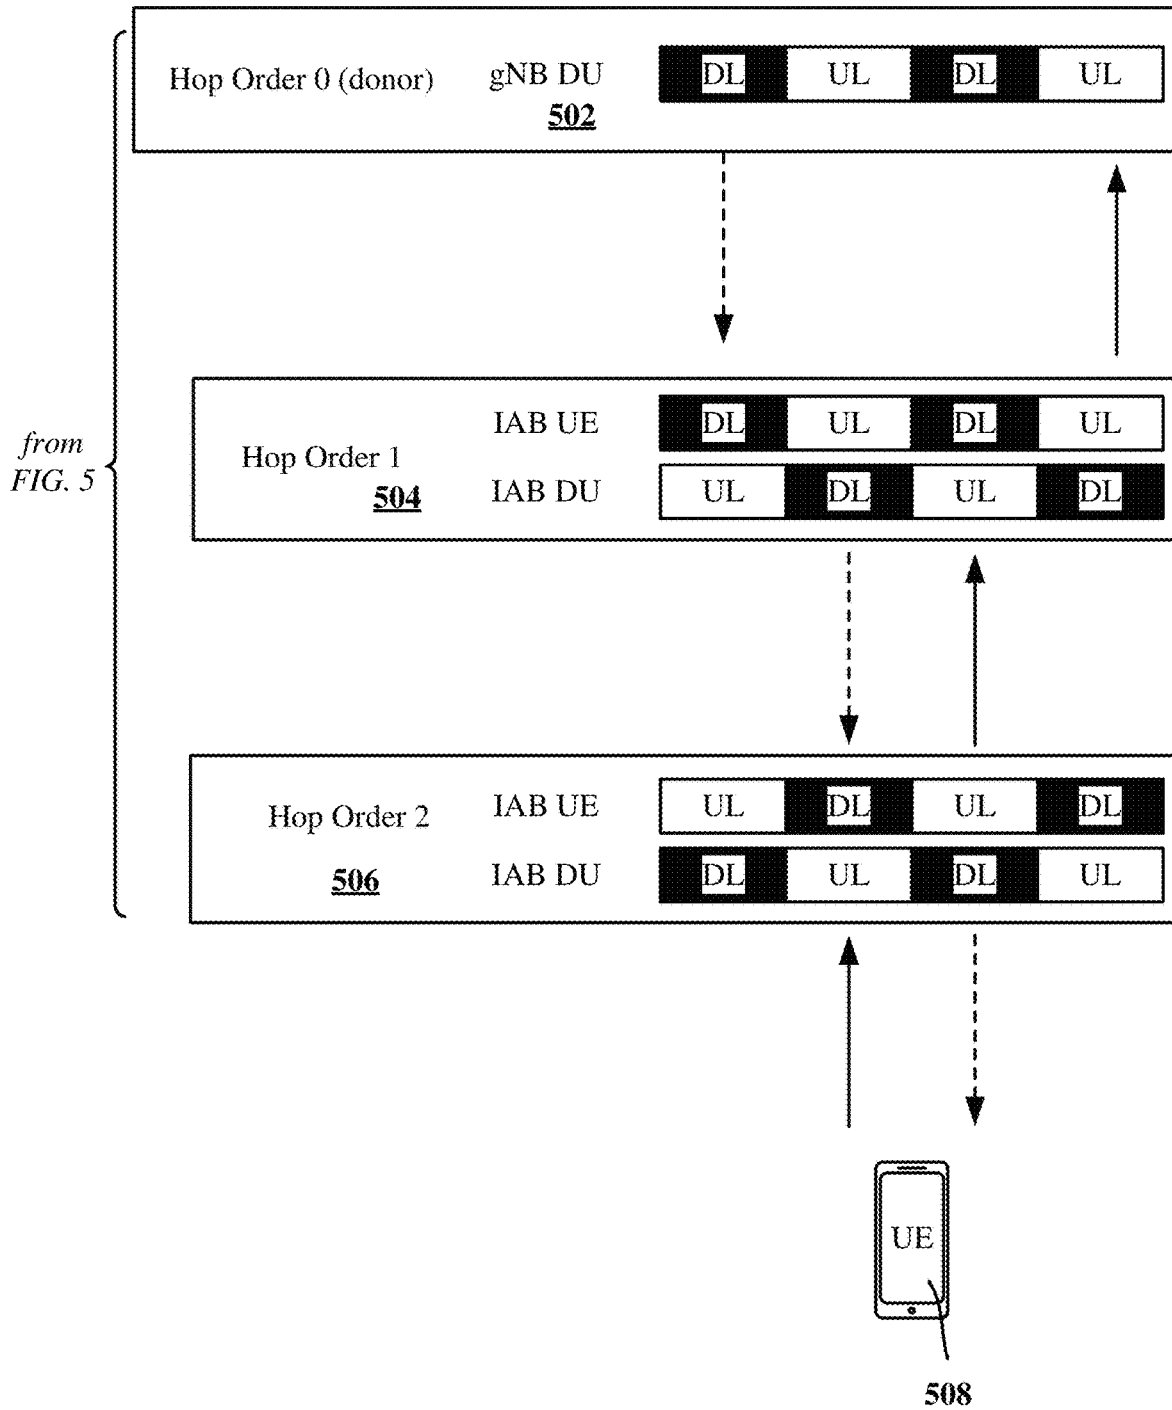 Hop Order 0 (donor) gNB DU DL UL DL UL
502
from
FIG. 5
IAB UE DL UL DL UL
Hop Order 1
504
IAB DU UL DL UL DL
Hop Order 2
IAB UE UL DL UL DL
506
IAB DU DL UL DL UL
UE
508